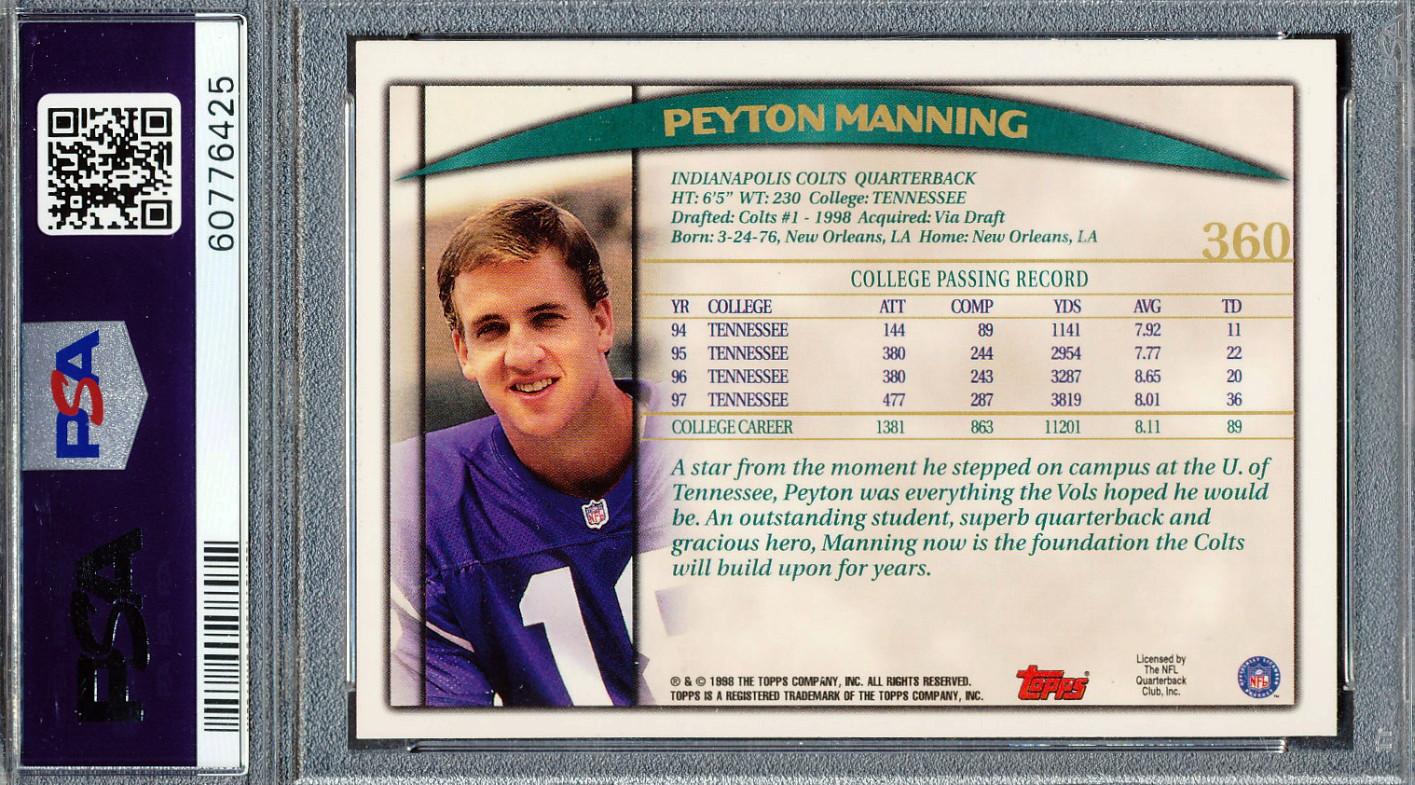 60776425
PSA
PSA
PEYTON MANNING
INDIANAPOLIS COLTS QUARTERBACK
HT: 6'5" WT: 230 College: TENNESSEE
Drafted: Colts #1 - 1998 Acquired: Via Draft
Born: 3-24-76, New Orleans, LA Home: New Orleans, LA
360
COLLEGE PASSING RECORD
YR COLLEGE ATT COMP YDS AVG TD
94 TENNESSEE 144 89 1141 7.92 11
95 TENNESSEE 380 244 2954 7.77 22
96 TENNESSEE 380 243 3287 8.65 20
97 TENNESSEE 477 287 3819 8.01 36
COLLEGE CAREER 1381 863 11201 8.11 89
A star from the moment he stepped on campus at the U. of
Tennessee, Peyton was everything the Vols hoped he would
be. An outstanding student, superb quarterback and
gracious hero, Manning now is the foundation the Colts
will build upon for years.
NFL
1
® & © 1998 THE TOPPS COMPANY, INC. ALL RIGHTS RESERVED.
TOPPS IS A REGISTERED TRADEMARK OF THE TOPPS COMPANY, INC.
Topps
Licensed by
The NFL
Quarterback
Club, Inc.
NFL